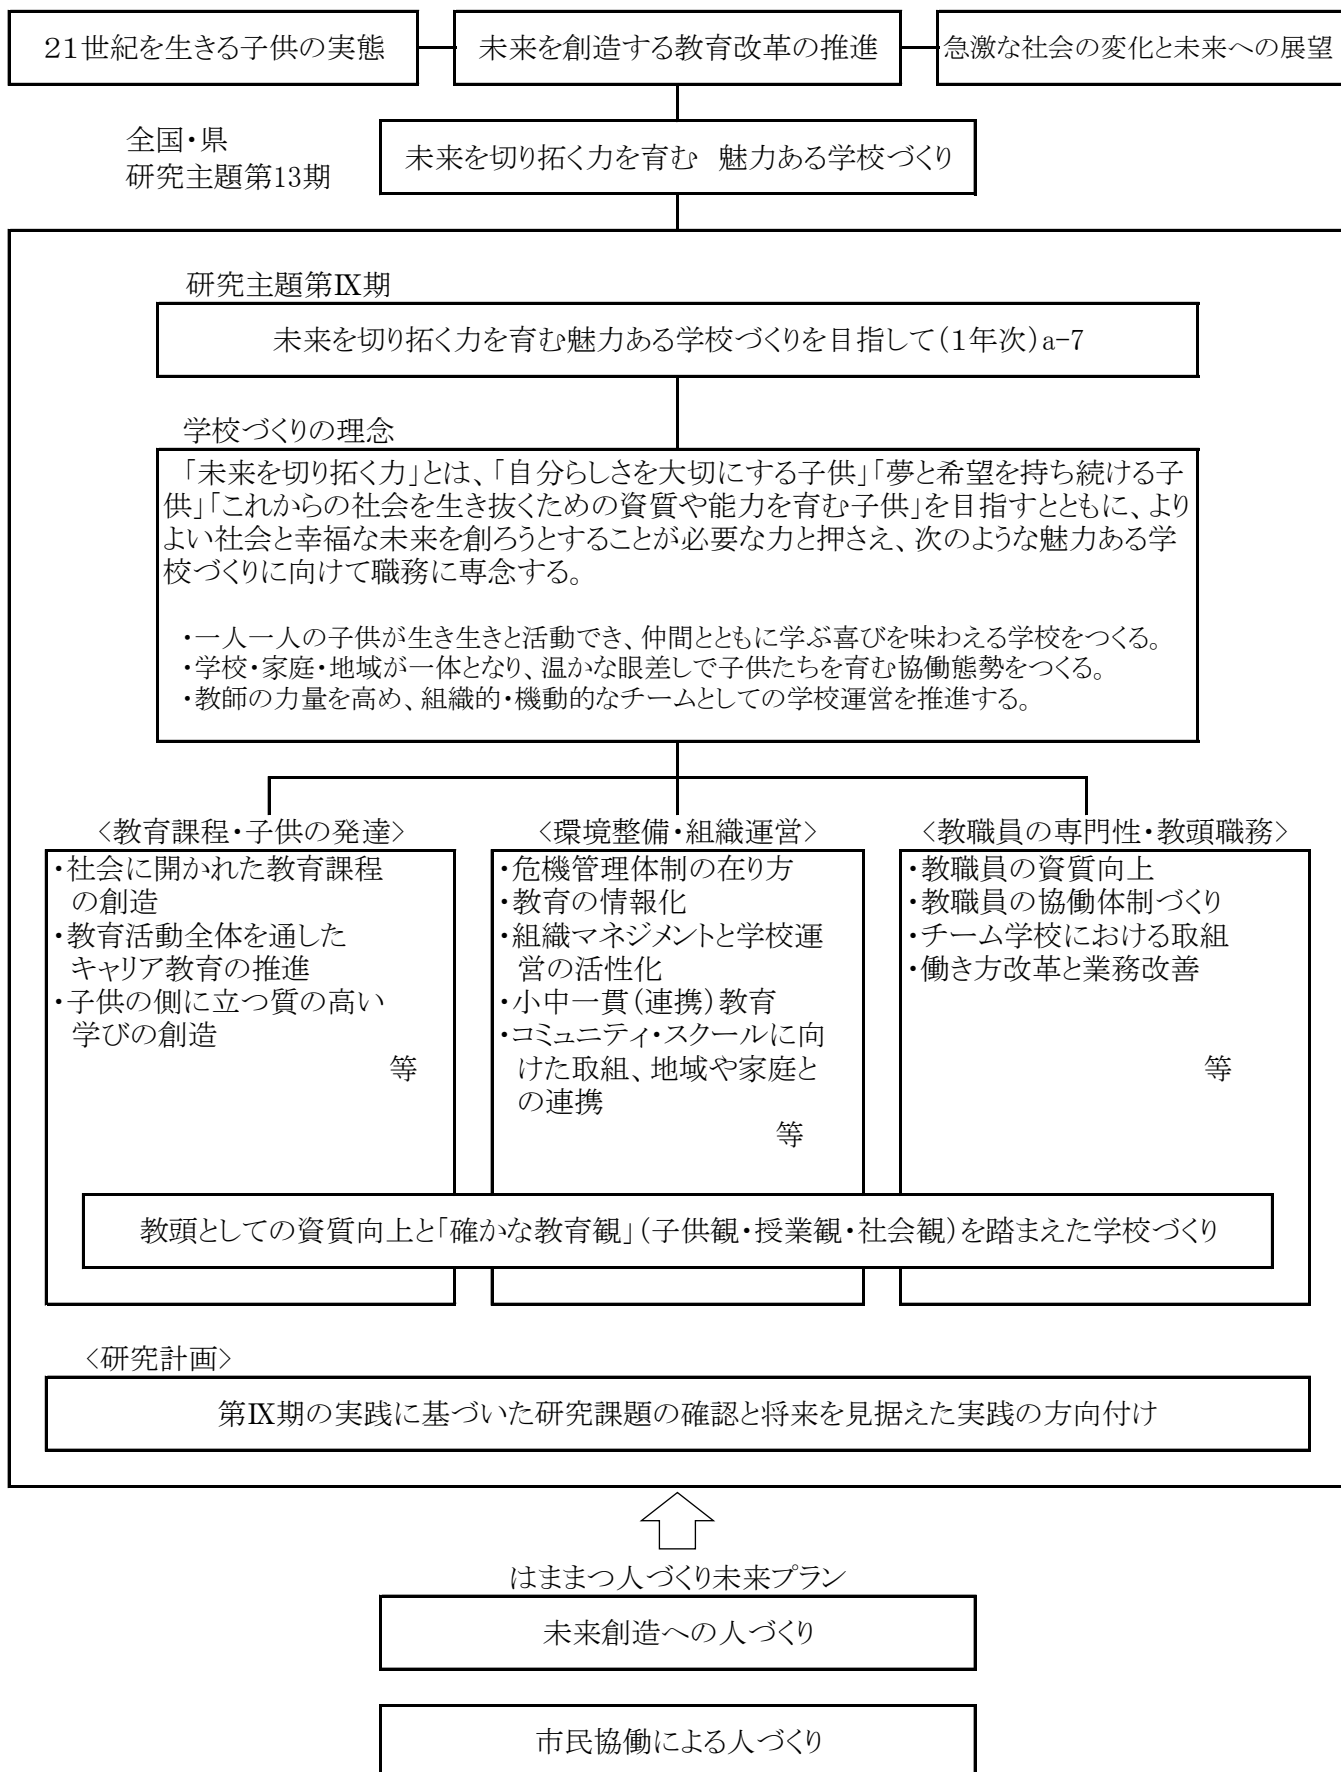 21世紀を生きる子供の実態
未来を創造する教育改革の推進
急激な社会の変化と未来への展望
全国・県
研究主題第13期
未来を切り拓く力を育む　魅力ある学校づくり
研究主題第Ⅸ期
未来を切り拓く力を育む魅力ある学校づくりを目指して（１年次）a-7
学校づくりの理念
「未来を切り拓く力」とは、「自分らしさを大切にする子供」「夢と希望を持ち続ける子
供」「これからの社会を生き抜くための資質や能力を育む子供」を目指すとともに、より
よい社会と幸福な未来を創ろうとすることが必要な力と押さえ、次のような魅力ある学
校づくりに向けて職務に専念する。
・一人一人の子供が生き生きと活動でき、仲間とともに学ぶ喜びを味わえる学校をつくる。
・学校・家庭・地域が一体となり、温かな眼差しで子供たちを育む協働態勢をつくる。
・教師の力量を高め、組織的・機動的なチームとしての学校運営を推進する。
〈教育課程・子供の発達〉
・社会に開かれた教育課程
の創造
・教育活動全体を通した
キャリア教育の推進
・子供の側に立つ質の高い
学びの創造
等
〈環境整備・組織運営〉
・危機管理体制の在り方
・教育の情報化
・組織マネジメントと学校運
営の活性化
・小中一貫（連携）教育
・コミュニティ・スクールに向
けた取組、地域や家庭と
の連携
等
〈教職員の専門性・教頭職務〉
・教職員の資質向上
・教職員の協働体制づくり
・チーム学校における取組
・働き方改革と業務改善
等
教頭としての資質向上と「確かな教育観」（子供観・授業観・社会観）を踏まえた学校づくり
〈研究計画〉
第Ⅸ期の実践に基づいた研究課題の確認と将来を見据えた実践の方向付け
はままつ人づくり未来プラン
未来創造への人づくり
市民協働による人づくり